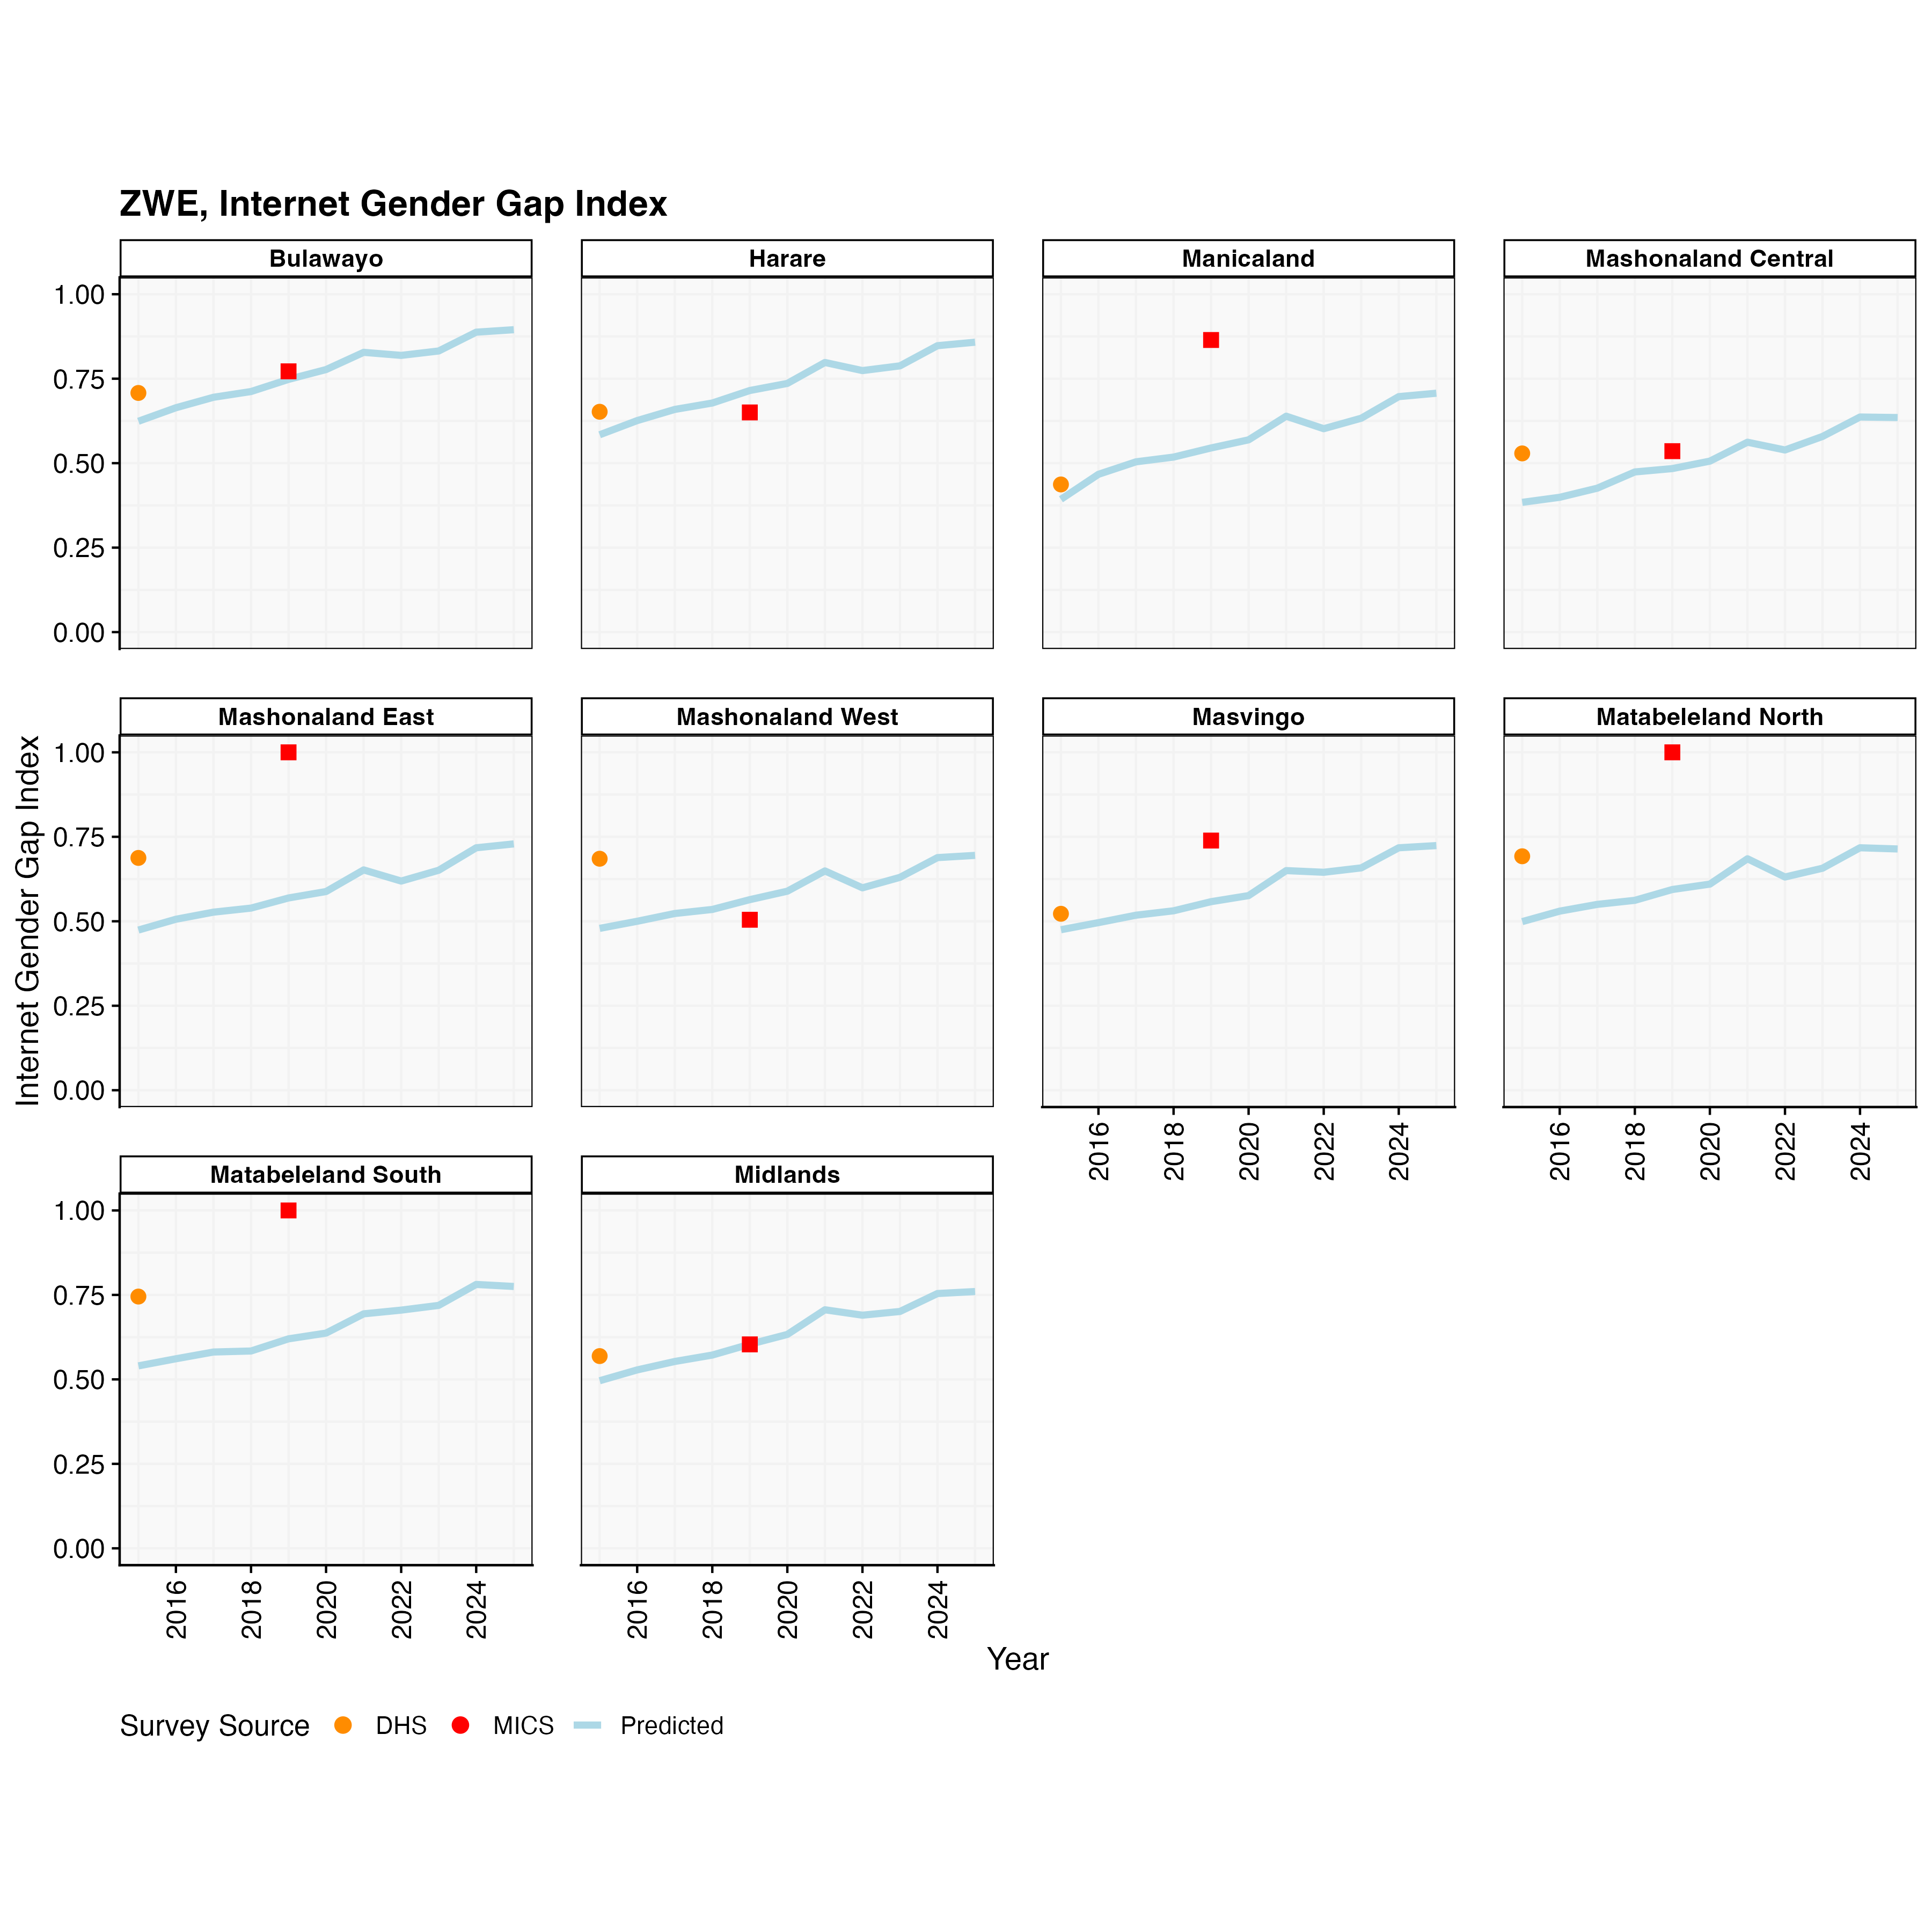 ZWE, Internet Gender Gap Index
Bulawayo
Harare
Manicaland
Mashonaland Central
1.00
0.75
0.50
0.25
0.00
Mashonaland East
Mashonaland West
Masvingo
Matabeleland North
1.00
0.75
0.50
0.25
0.00
Internet Gender Gap Index
2016 2018 2020 2022 2024
2016 2018 2020 2022 2024
Matabeleland South
Midlands
1.00
0.75
0.50
0.25
0.00
2016 2018 2020 2022 2024
2016 2018 2020 2022 2024
Year
Survey Source DHS MICS Predicted